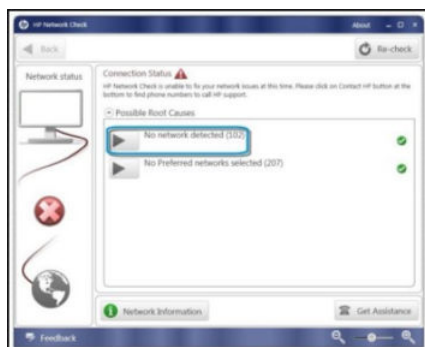 HP Network Check
About
Back
Re-check
Network status
Connection Status
HP Network Check is unable to fix your network issues at this time. Please click on Contact HP button at the
bottom to find phone numbers to call HP support.
Possible Root Causes
No network detected (102)
No Preferred networks selected (207)
Network Information
Get Assistance
Feedback